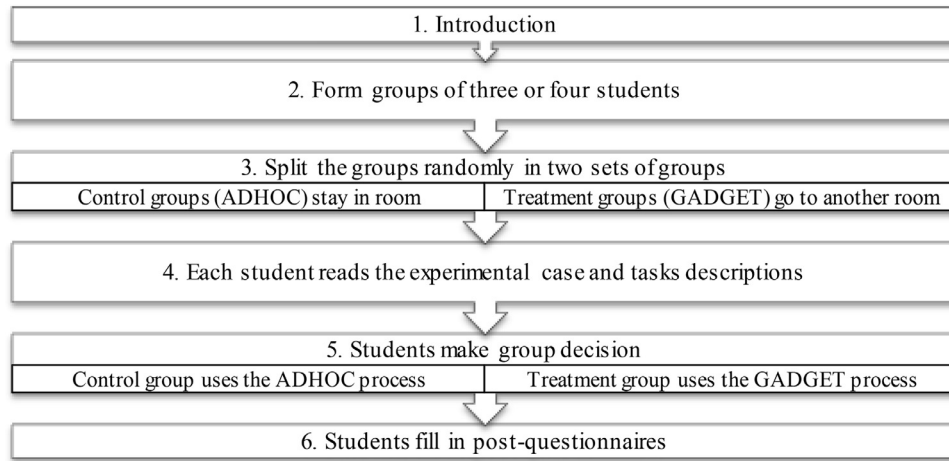 1. Introduction
2. Form groups of three or four students
3. Split the groups randomly in two sets of groups
Control groups (ADHOC) stay in room
Treatment groups (GADGET) go to another room
4. Each student reads the experimental case and tasks descriptions
5. Students make group decision
Control group uses the ADHOC process
Treatment group uses the GADGET process
6. Students fill in post-questionnaires